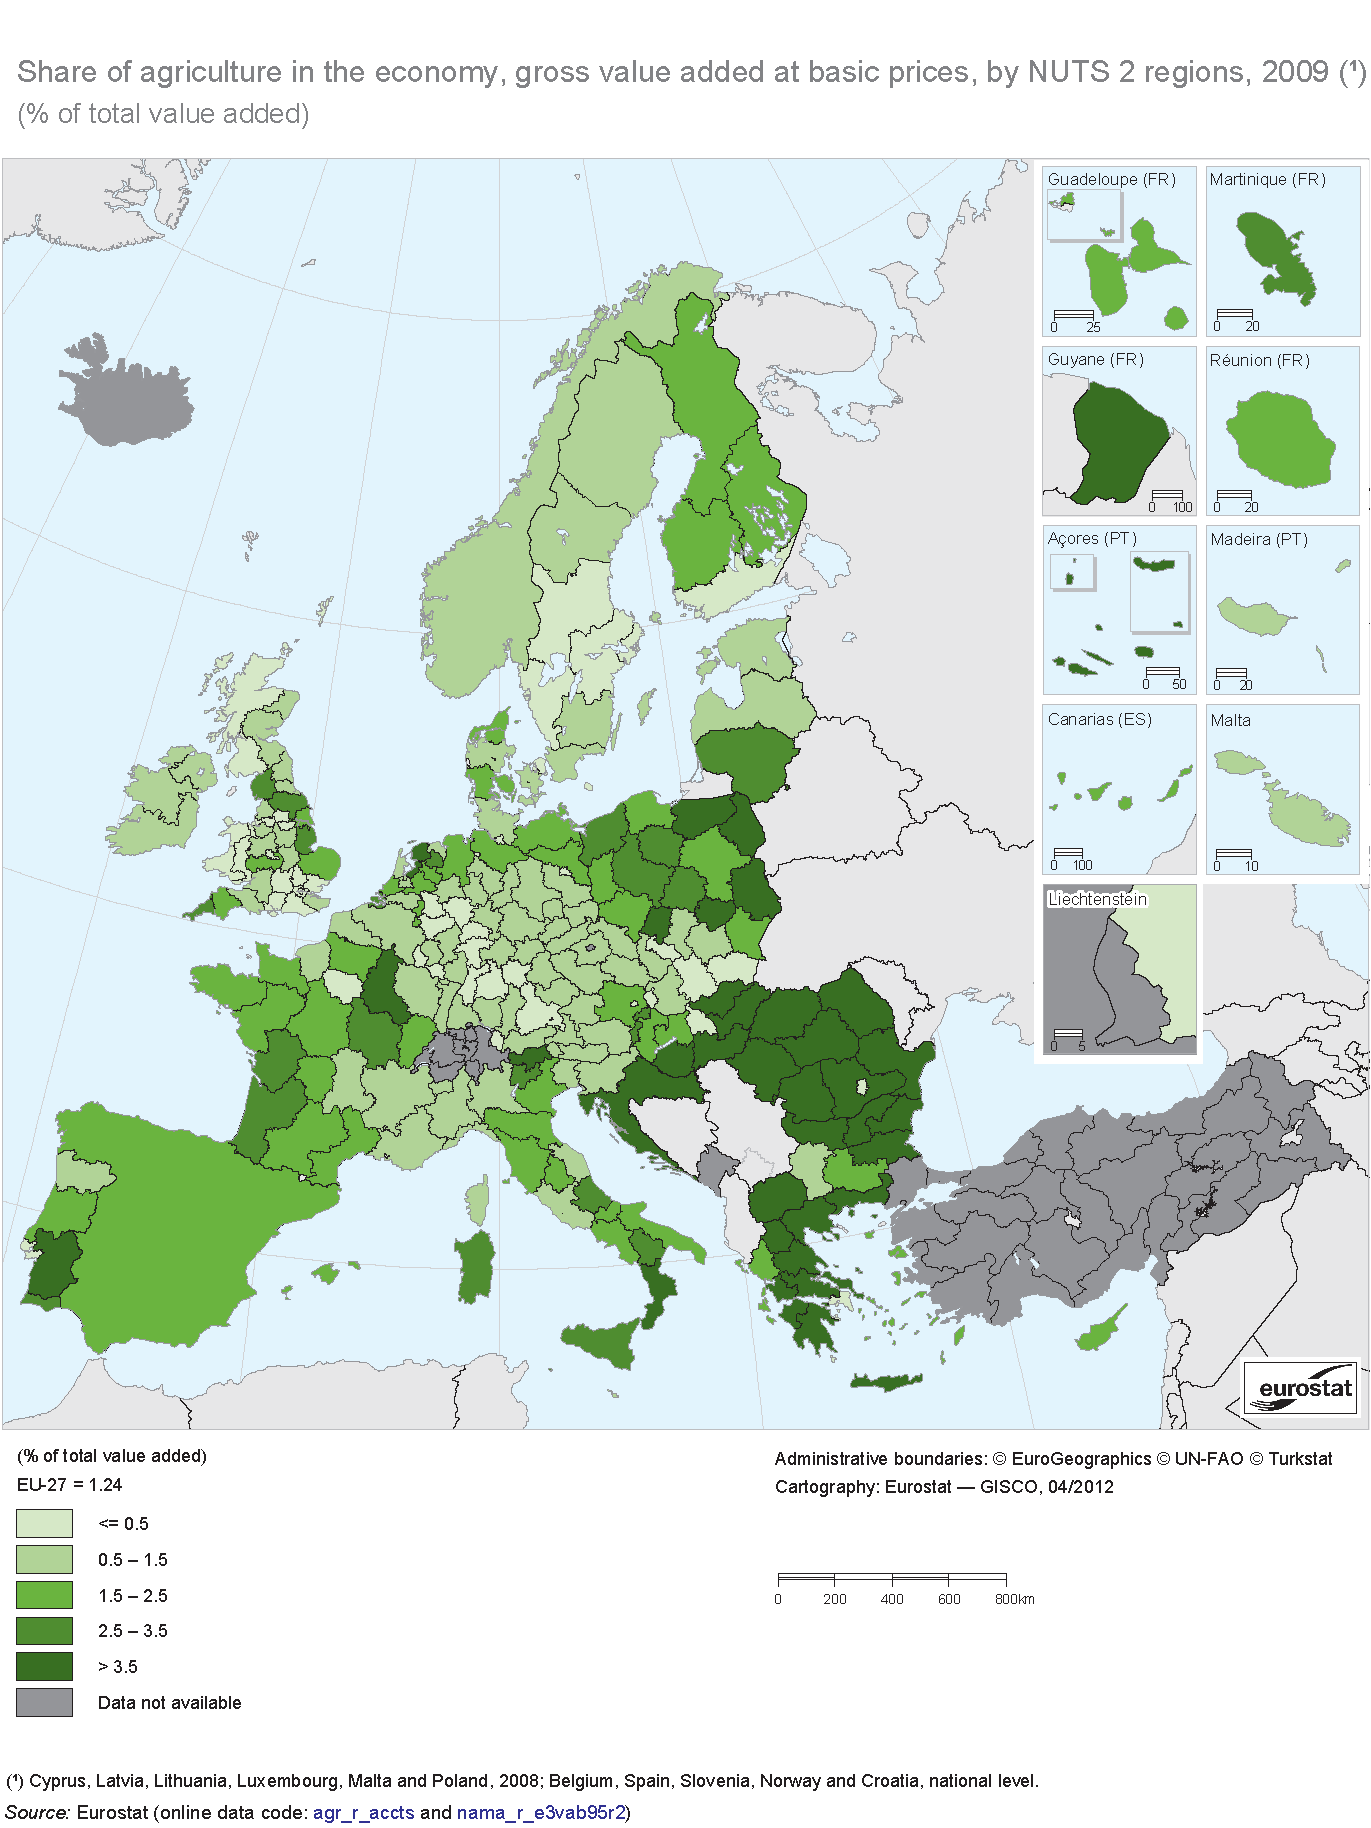 Share of agriculture in the economy, gross value added at basic prices, by NUTS 2 regions, 2009 (¹)
(% of total value added)
Guadeloupe (FR)
0 25
Martinique (FR)
0 20
Guyane (FR)
0 100
Réunion (FR)
0 20
Açores (PT)
0 50
Madeira (PT)
0 20
Canarias (ES)
0 100
Malta
0 10
Liechtenstein
0 5
eurostat
(% of total value added)
EU-27 = 1.24
<= 0.5
0.5 – 1.5
1.5 – 2.5
2.5 – 3.5
> 3.5
Data not available
Administrative boundaries: © EuroGeographics © UN-FAO © Turkstat
Cartography: Eurostat — GISCO, 04/2012
0 200 400 600 800km
(¹) Cyprus, Latvia, Lithuania, Luxembourg, Malta and Poland, 2008; Belgium, Spain, Slovenia, Norway and Croatia, national level.
Source: Eurostat (online data code: agr_r_accts and nama_r_e3vab95r2)